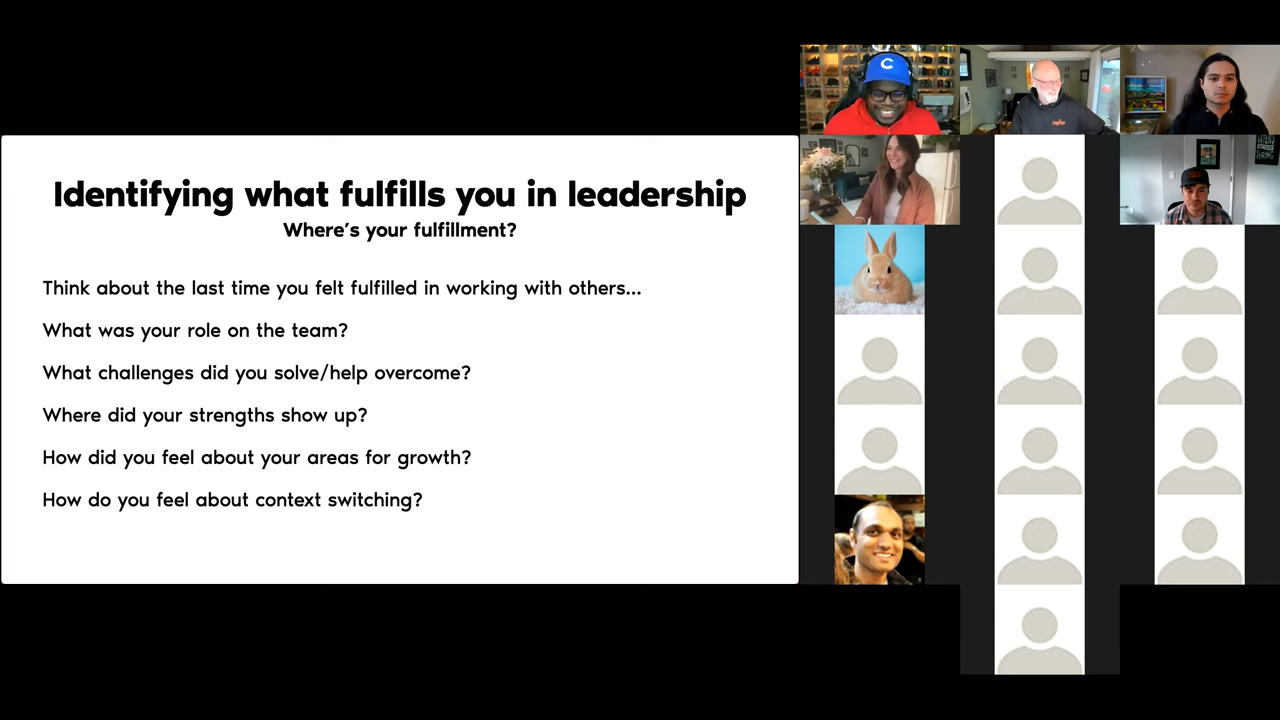 Identifying what fulfills you in leadership
Where's your fulfillment?
Think about the last time you felt fulfilled in working with others...
What was your role on the team?
What challenges did you solve/help overcome?
Where did your strengths show up?
How did you feel about your areas for growth?
How do you feel about context switching?
C